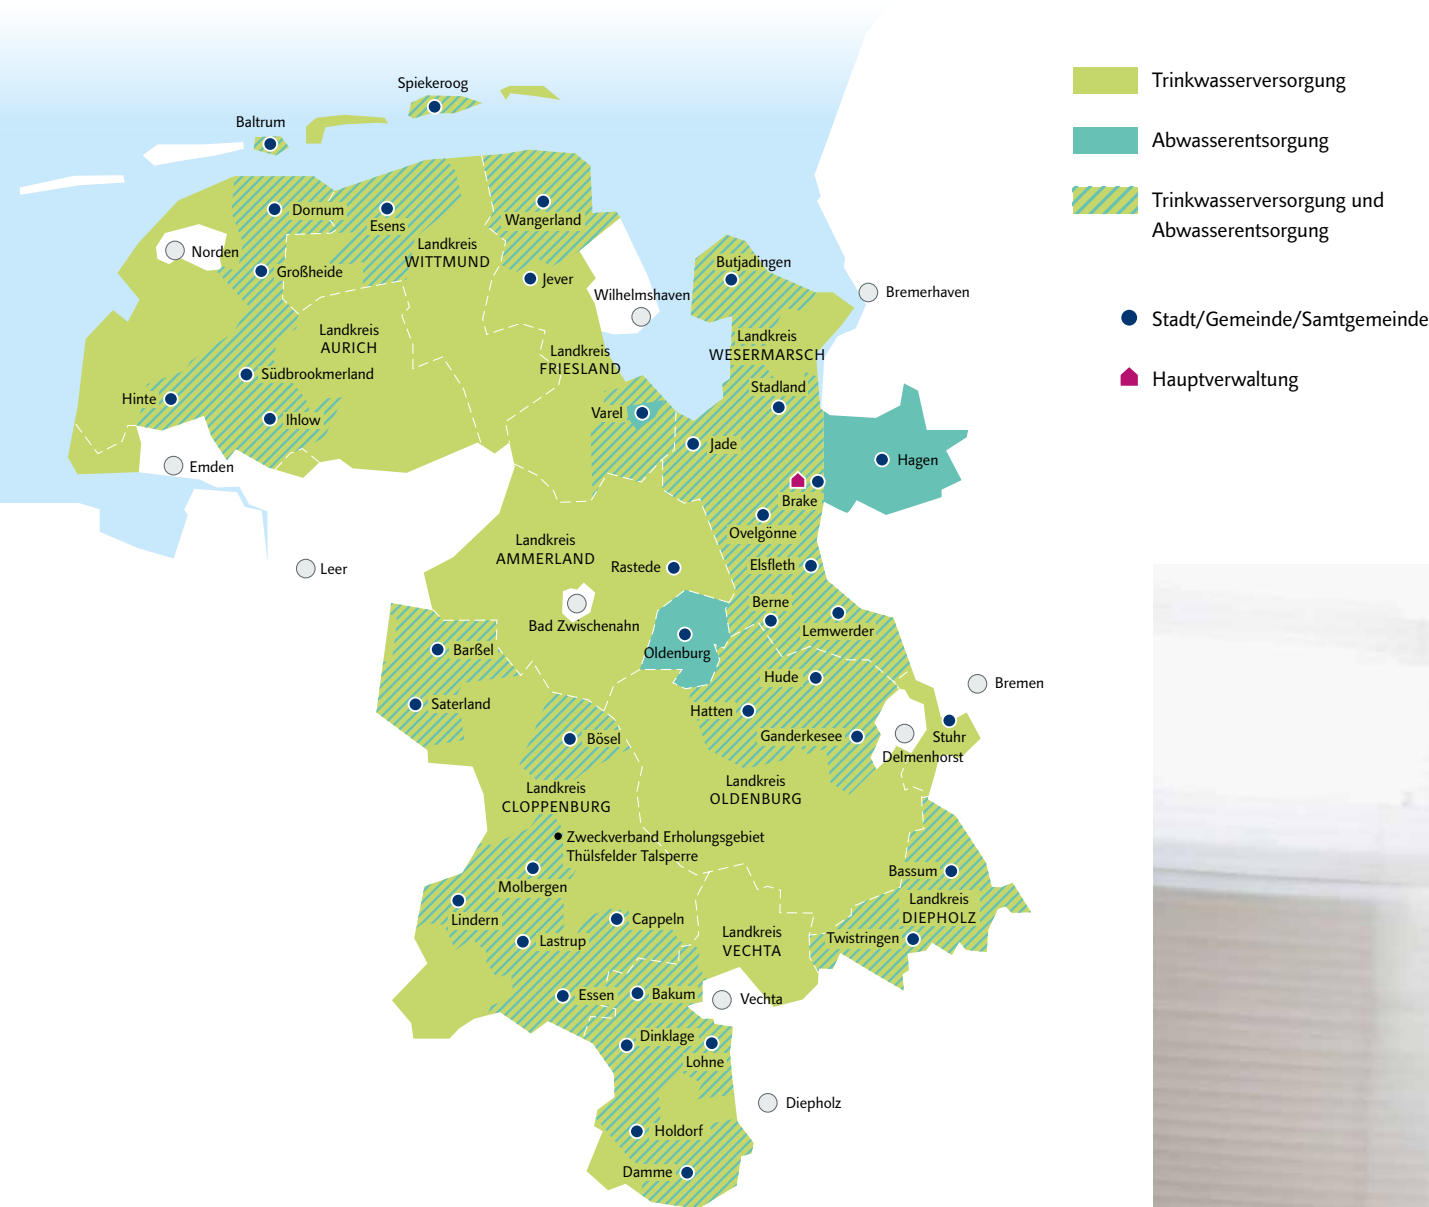 Spiekeroog
Baltrum
Dornum
Esens
Wangerland
Landkreis
WITTMUND
Norden
Großheide
Jever
Butjadingen
Wilhelmshaven
Bremerhaven
Landkreis
AURICH
Landkreis
FRIESLAND
Landkreis
WESERMARSCH
Südbrookmerland
Stadland
Hinte
Ihlow
Varel
Jade
Emden
Hagen
Brake
Ovelgönne
Landkreis
AMMERLAND
Leer
Rastede
Elsfleth
Bad Zwischenahn
Berne
Lemwerder
Barßel
Oldenburg
Hude
Bremen
Saterland
Hatten
Ganderkesee
Stuhr
Bösel
Delmenhorst
Landkreis
CLOPPENBURG
Landkreis
OLDENBURG
Zweckverband Erholungsgebiet
Thülsfelder Talsperre
Molbergen
Bassum
Lindern
Cappeln
Landkreis
DIEPHOLZ
Lastrup
Landkreis
VECHTA
Twistringen
Essen
Bakum
Vechta
Dinklage
Lohne
Diepholz
Holdorf
Damme
Trinkwasserversorgung
Abwasserentsorgung
Trinkwasserversorgung und
Abwasserentsorgung
Stadt/Gemeinde/Samtgemeinde
Hauptverwaltung